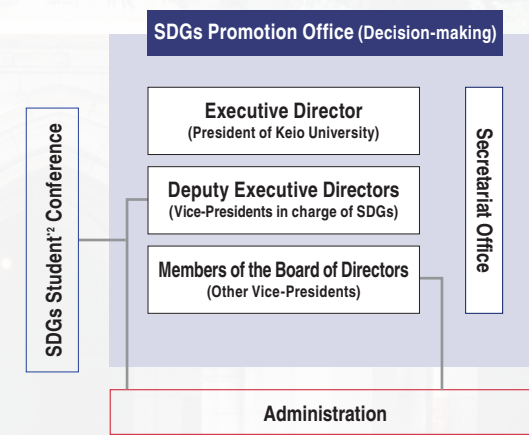 SDGs Promotion Office (Decision-making)
Executive Director
(President of Keio University)
Deputy Executive Directors
(Vice-Presidents in charge of SDGs)
Members of the Board of Directors
(Other Vice-Presidents)
SDGs Student*2 Conference
Secretariat Office
Administration